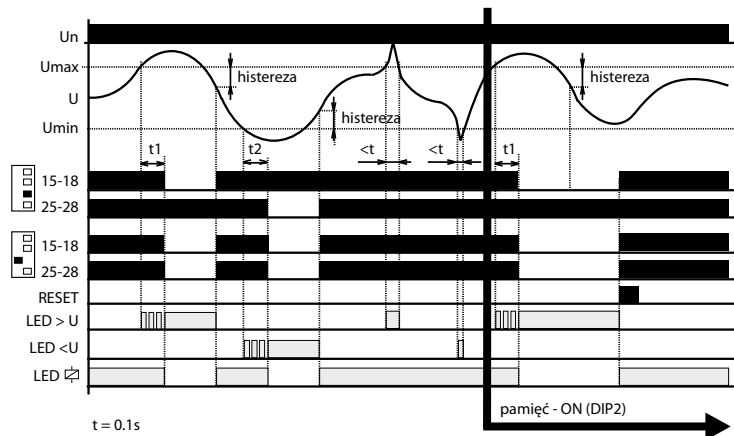 Un
Umax
histereza
histereza
U
histereza
Umin
t1
t2
<t
<t
t1
15-18
25-28
15-18
25-28
RESET
LED > U
LED <U
LED
pamięć - ON (DIP2)
t = 0.1s